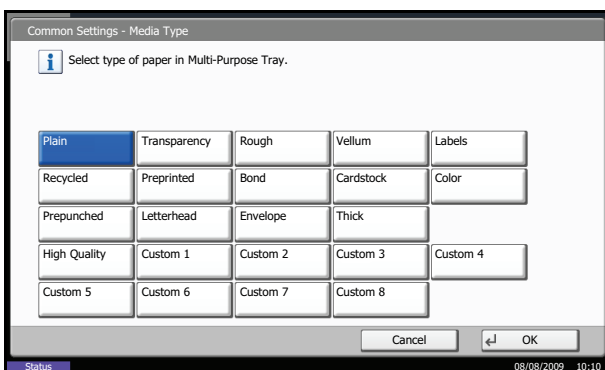 Common Settings - Media Type
i Select type of paper in Multi-Purpose Tray.
Plain Transparency Rough Vellum Labels
Recycled Preprinted Bond Cardstock Color
Prepunched Letterhead Envelope Thick
High Quality Custom 1 Custom 2 Custom 3 Custom 4
Custom 5 Custom 6 Custom 7 Custom 8
Cancel OK
Status 08/08/2009 10:10